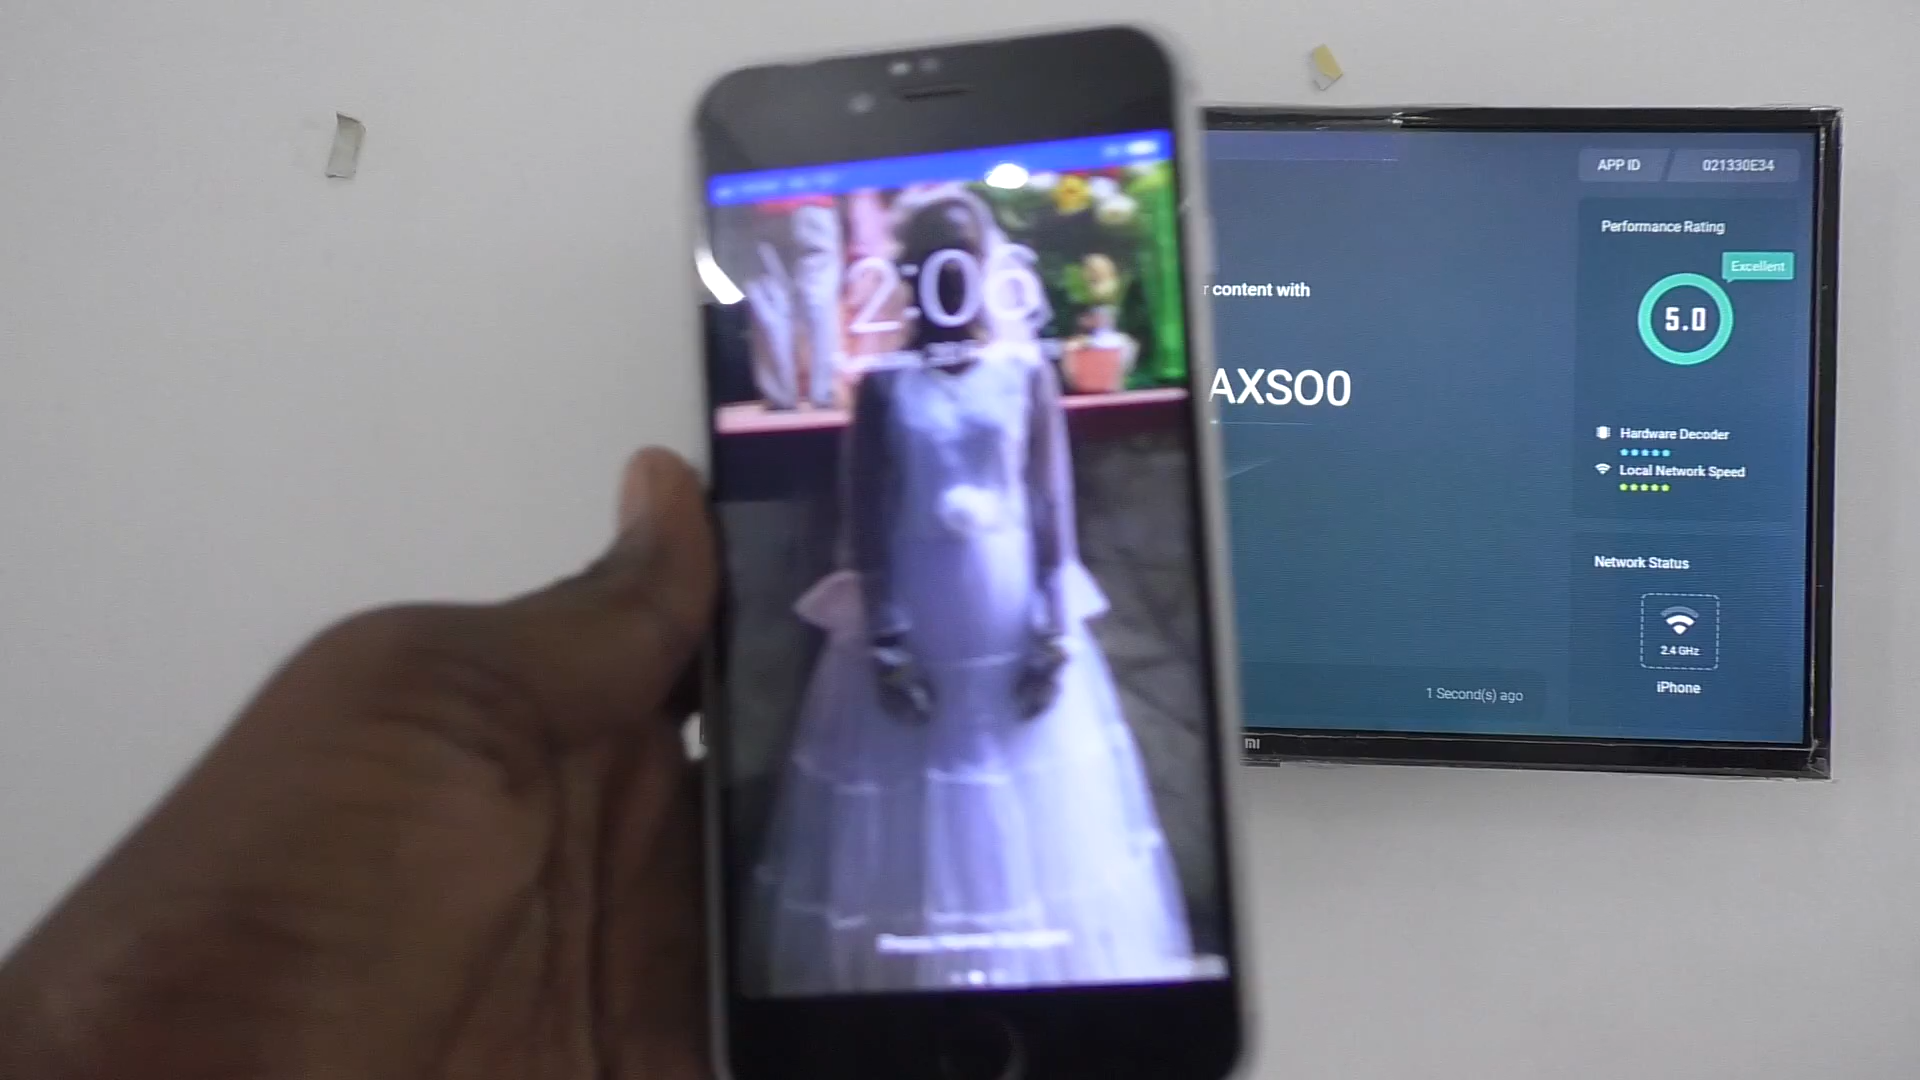 2:06
APP ID 021330E34
Performance Rating
Excellent
5.0
content with
AXSO0
Hardware Decoder
Local Network Speed
Network Status
2.4 GHz
iPhone
1 Second(s) ago
mi